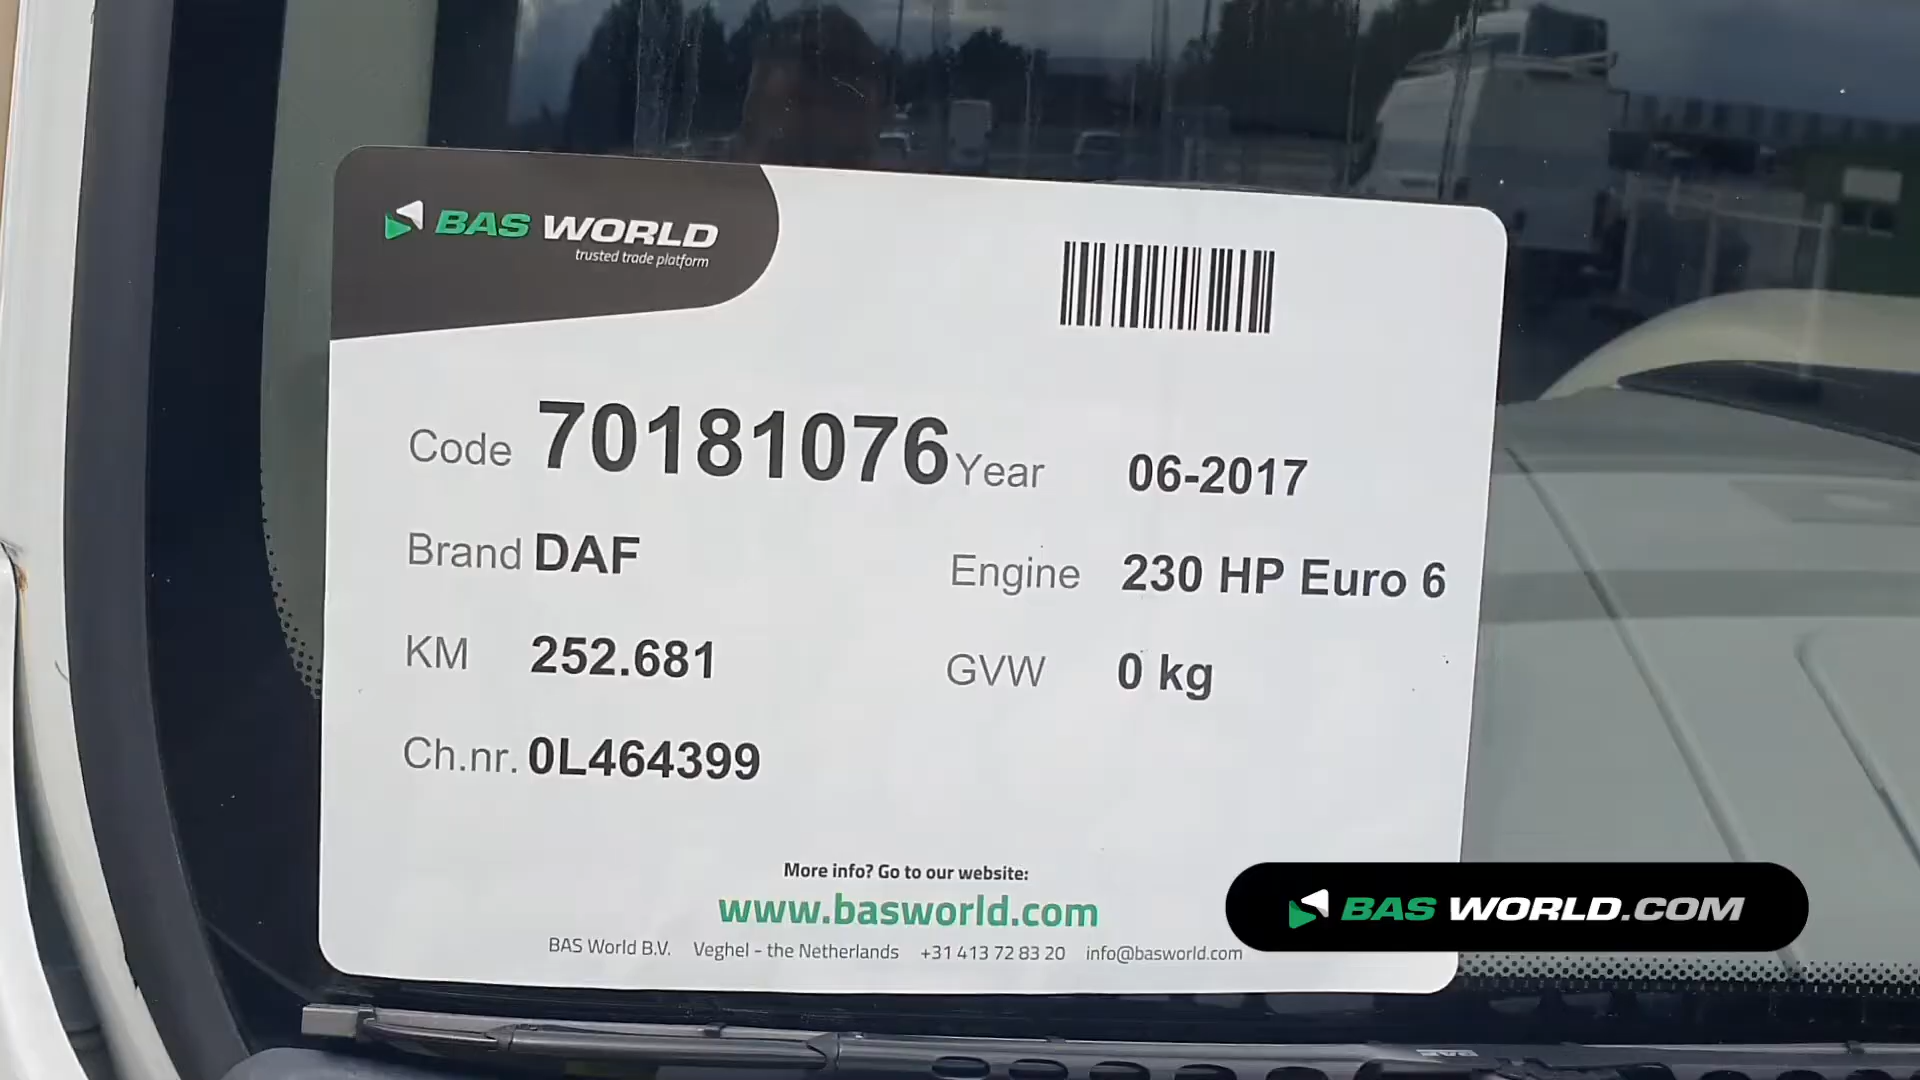 BAS WORLD
trusted trade platform
Code 70181076 Year 06-2017
Brand DAF Engine 230 HP Euro 6
KM 252.681 GVW 0 kg
Ch.nr. 0L464399
More info? Go to our website:
www.basworld.com
BAS World B.V. Veghel - the Netherlands +31 413 72 83 20 info@basworld.com
BAS WORLD.COM